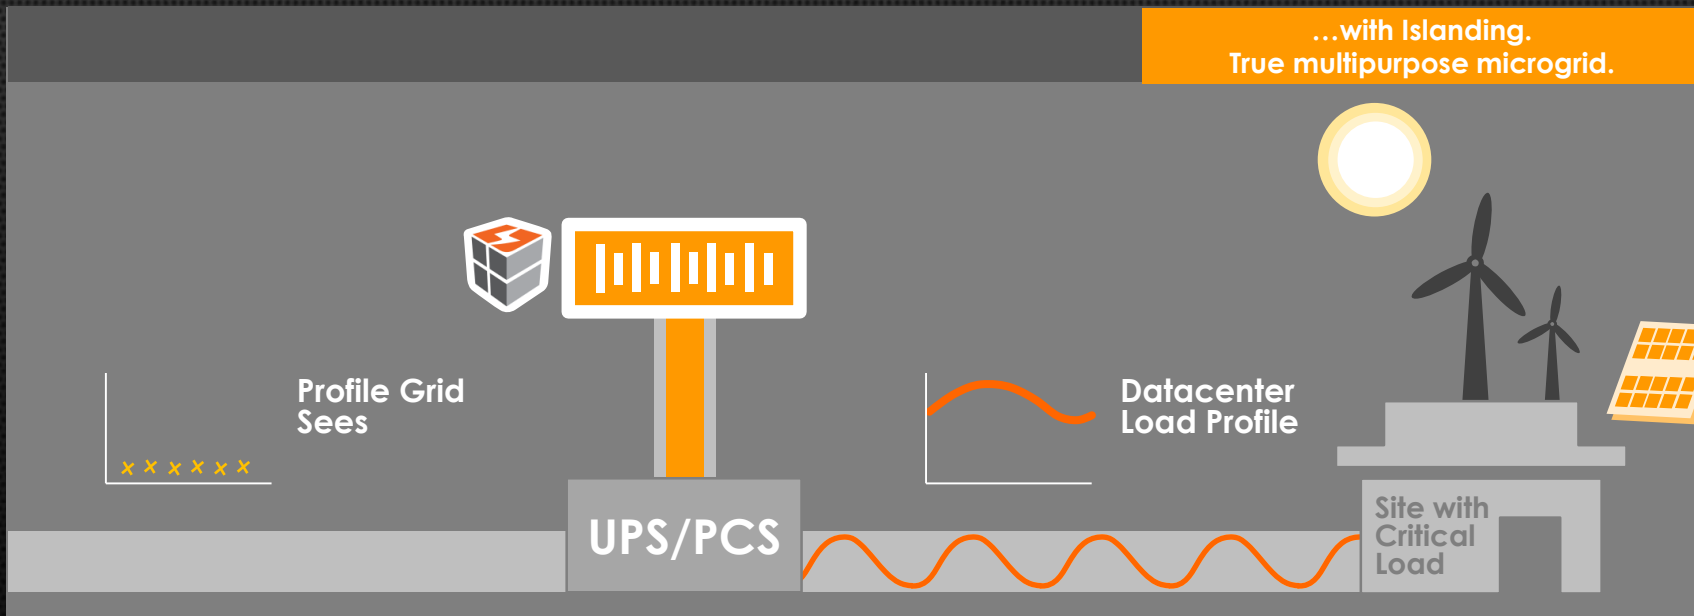 ...with Islanding.
True multipurpose microgrid.
Profile Grid
Sees
Datacenter
Load Profile
UPS/PCS
Site with
Critical
Load